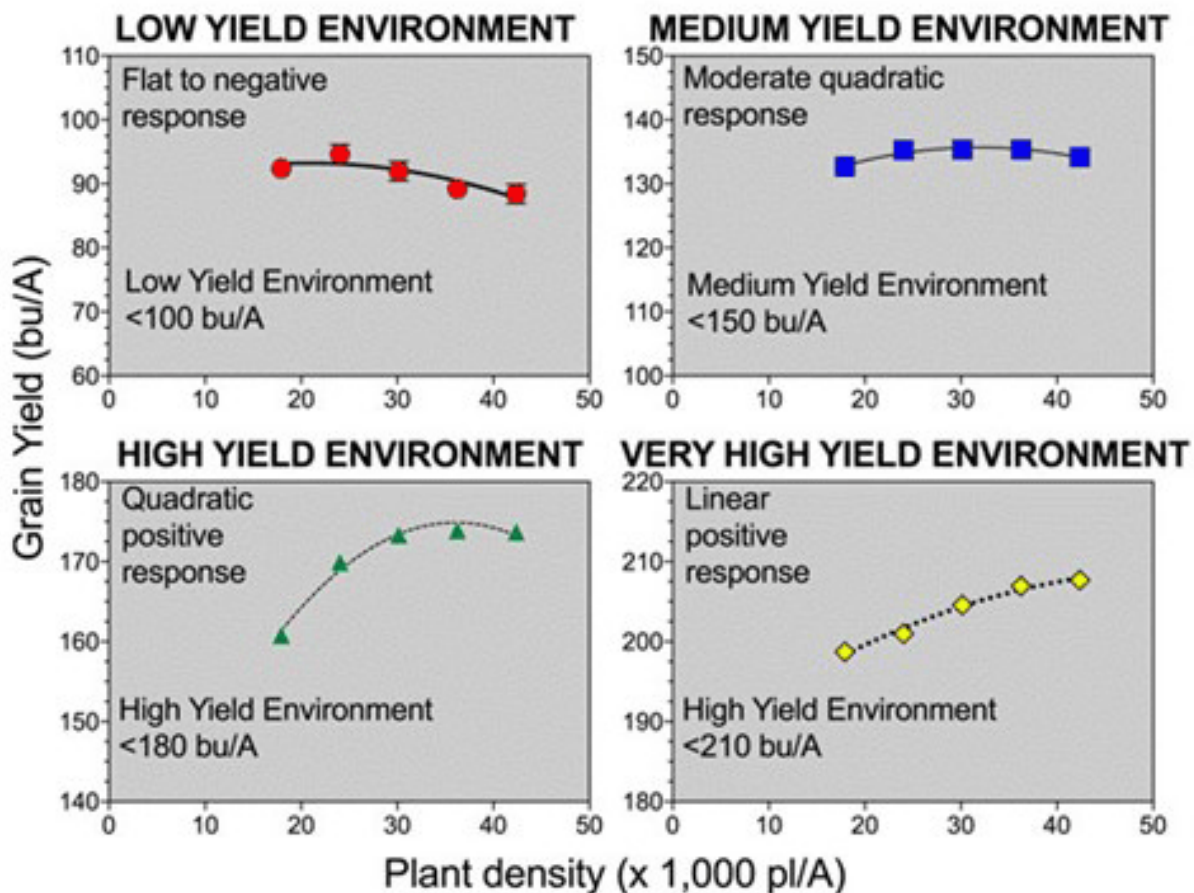 LOW YIELD ENVIRONMENT
110
100
90
80
70
60
Flat to negative
response
Low Yield Environment
<100 bu/A
0 10 20 30 40 50
MEDIUM YIELD ENVIRONMENT
150
140
130
120
110
100
Moderate quadratic
response
Medium Yield Environment
<150 bu/A
0 10 20 30 40 50
Grain Yield (bu/A)
HIGH YIELD ENVIRONMENT
180
170
160
150
140
Quadratic
positive
response
High Yield Environment
<180 bu/A
0 10 20 30 40 50
VERY HIGH YIELD ENVIRONMENT
220
210
200
190
180
Linear
positive
response
High Yield Environment
<210 bu/A
0 10 20 30 40 50
Plant density (x 1,000 pl/A)